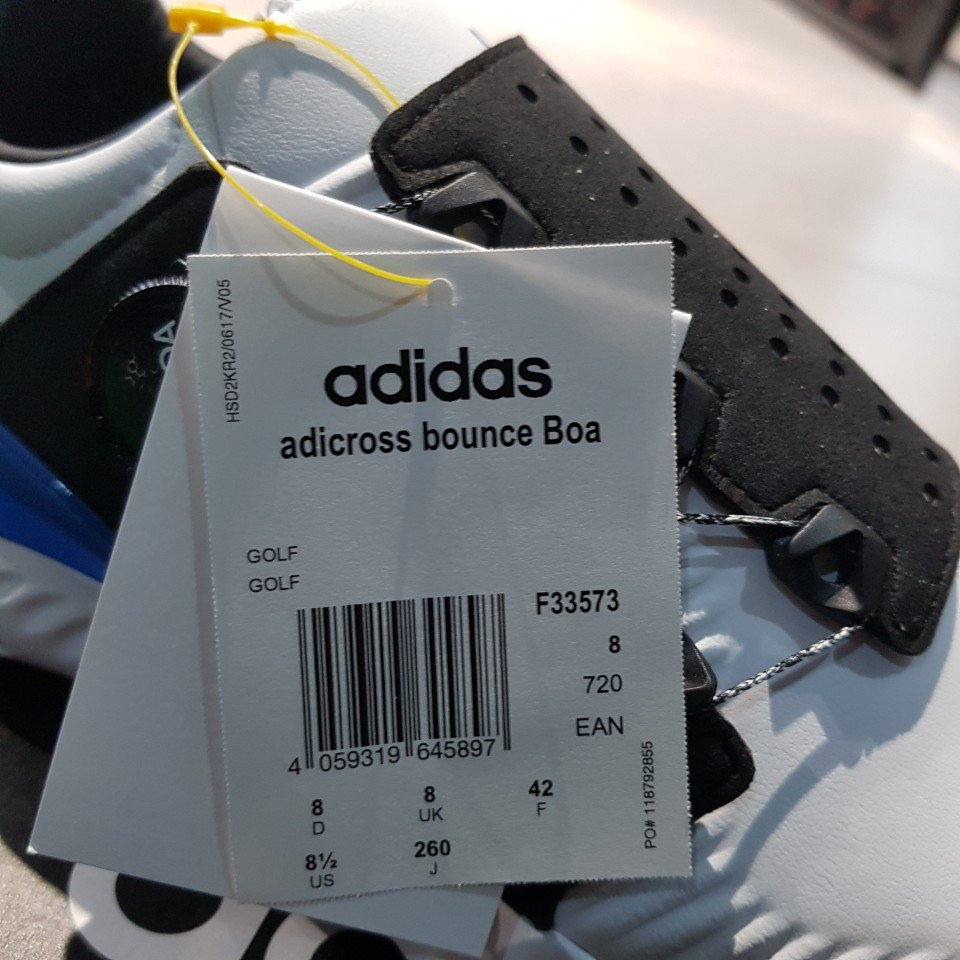 HSD2KR2/0617/V05
adidas
adicross bounce Boa
GOLF
GOLF
F33573
8
720
EAN
4 059319 645897
8 8 42
D UK F
8½ 260
US J
PO# 118792855